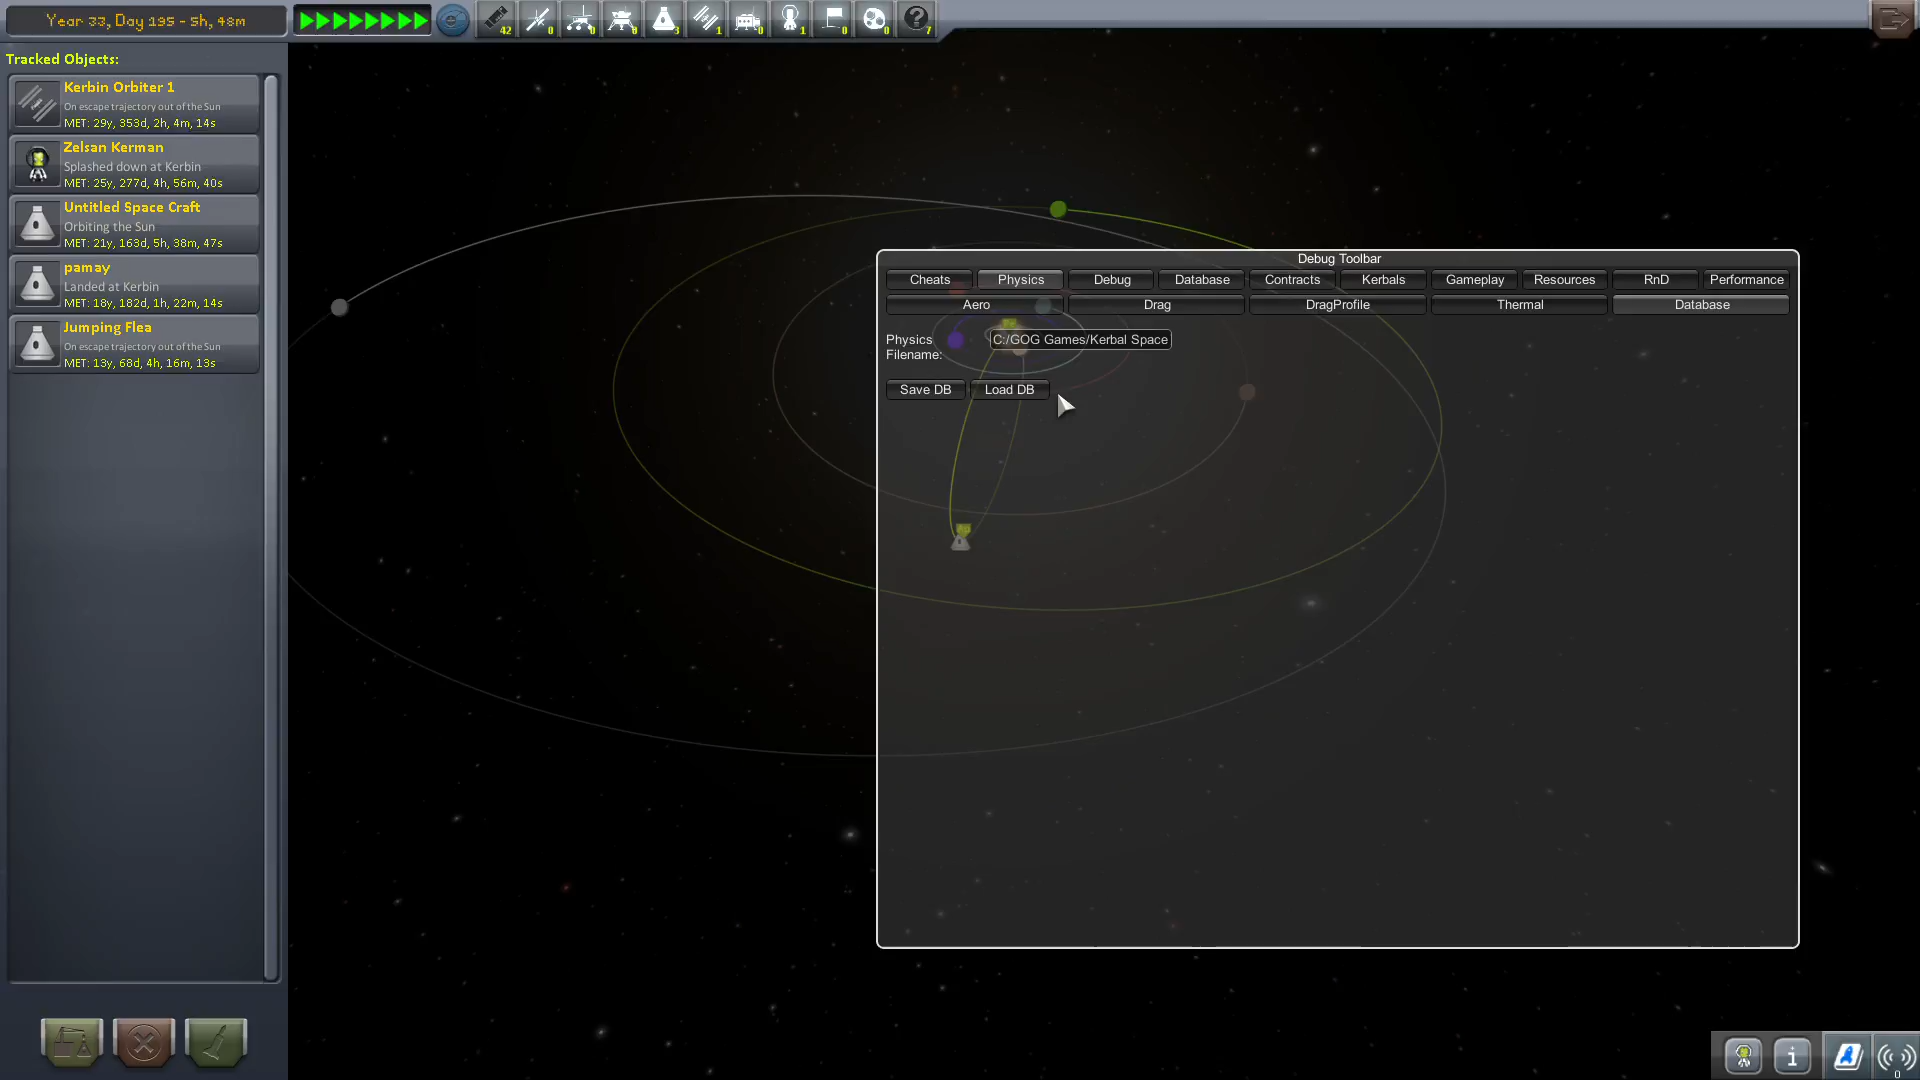 Year 33, Day 195 - 5h, 48m
42 0 0 0 3 1 0 1 0 0 7
Tracked Objects:
Kerbin Orbiter 1
On escape trajectory out of the Sun
MET: 29y, 353d, 2h, 4m, 14s
Zelsan Kerman
Splashed down at Kerbin
MET: 25y, 277d, 4h, 56m, 40s
Untitled Space Craft
Orbiting the Sun
MET: 21y, 163d, 5h, 38m, 47s
pamay
Landed at Kerbin
MET: 18y, 182d, 1h, 22m, 14s
Jumping Flea
On escape trajectory out of the Sun
MET: 13y, 68d, 4h, 16m, 13s
Debug Toolbar
Cheats Physics Debug Database Contracts Kerbals Gameplay Resources RnD Performance
Aero Drag DragProfile Thermal Database
Physics Filename: C:/GOG Games/Kerbal Space
Save DB Load DB
0